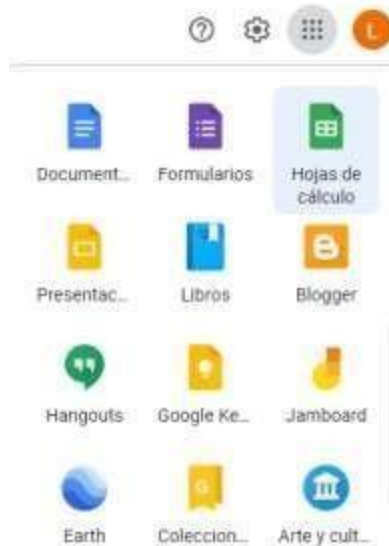 L
Document... Formularios Hojas de
cálculo
Presentac... Libros Blogger
Hangouts Google Ke... Jamboard
G
Earth Coleccion... Arte y cult...